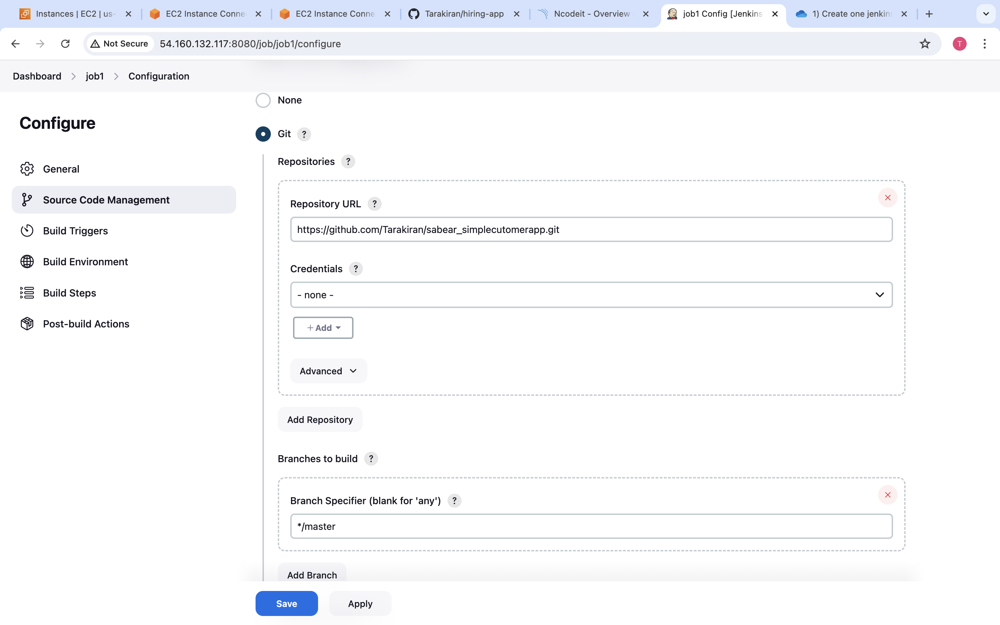 Instances | EC2 | us-
EC2 Instance Conne
EC2 Instance Conne
Tarakiran/hiring-app
Ncodeit - Overview
job1 Config [Jenkins
1) Create one jenkins
Not Secure
54.160.132.117:8080/job/job1/configure
T
Dashboard
job1
Configuration
Configure
General
Source Code Management
Build Triggers
Build Environment
Build Steps
Post-build Actions
None
Git ?
Repositories ?
Repository URL ?
https://github.com/Tarakiran/sabear_simplecutomerapp.git
Credentials ?
- none -
+ Add
Advanced
Add Repository
Branches to build ?
Branch Specifier (blank for 'any') ?
*/master
Add Branch
Save
Apply